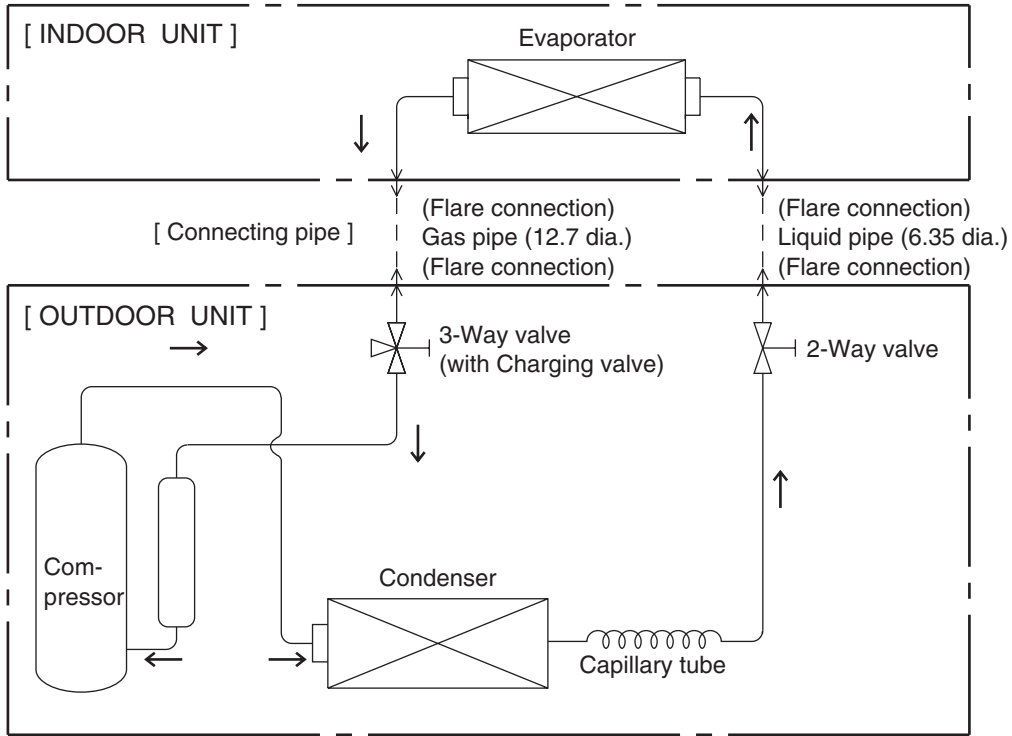 [ INDOOR UNIT ]
Evaporator
[ Connecting pipe ]
(Flare connection)
Gas pipe (12.7 dia.)
(Flare connection)
(Flare connection)
Liquid pipe (6.35 dia.)
(Flare connection)
[ OUTDOOR UNIT ]
3-Way valve
(with Charging valve)
2-Way valve
Com-
pressor
Condenser
Capillary tube